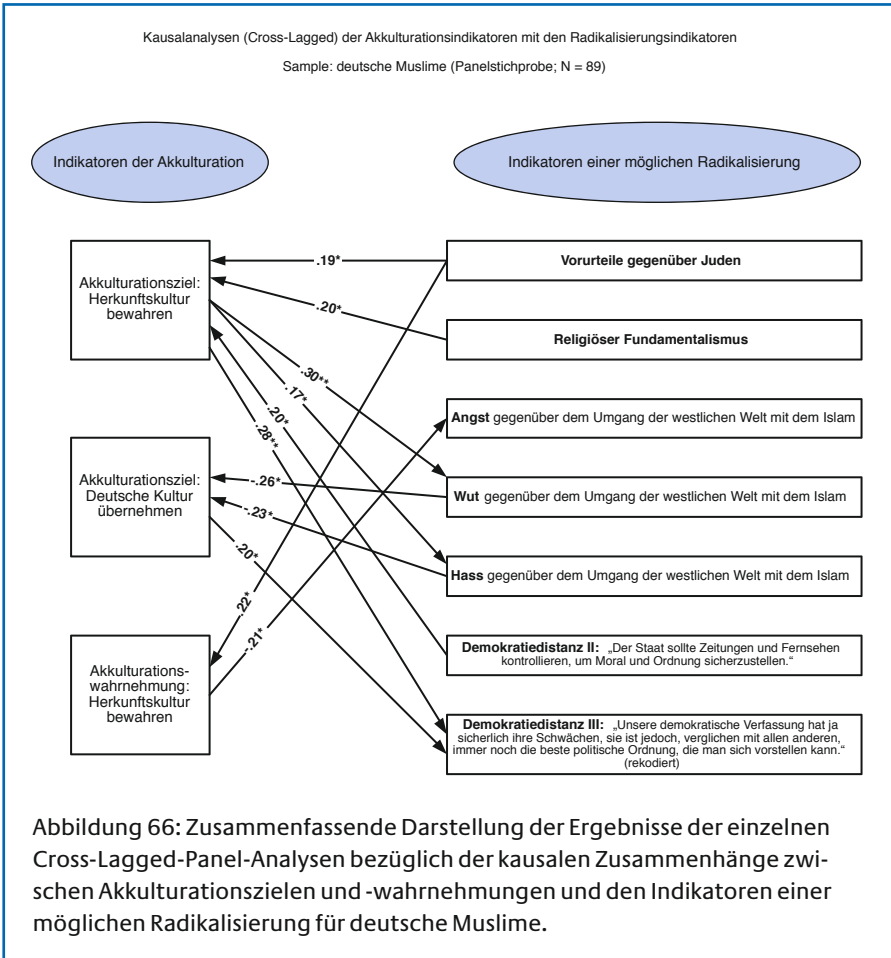 Kausalanalysen (Cross-Lagged) der Akkulturationsindikatoren mit den Radikalisierungsindikatoren
Sample: deutsche Muslime (Panelstichprobe; N = 89)
Indikatoren der Akkulturation
Indikatoren einer möglichen Radikalisierung
Akkulturationsziel:
Herkunftskultur
bewahren
Akkulturationsziel:
Deutsche Kultur
übernehmen
Akkulturations-
wahrnehmung:
Herkunftskultur
bewahren
.19*
.20*
.30**
.17*
.20*
.28**
-.26*
-.23*
.20*
.22*
-.21*
Vorurteile gegenüber Juden
Religiöser Fundamentalismus
Angst gegenüber dem Umgang der westlichen Welt mit dem Islam
Wut gegenüber dem Umgang der westlichen Welt mit dem Islam
Hass gegenüber dem Umgang der westlichen Welt mit dem Islam
Demokratiedistanz II: „Der Staat sollte Zeitungen und Fernsehen
kontrollieren, um Moral und Ordnung sicherzustellen.“
Demokratiedistanz III: „Unsere demokratische Verfassung hat ja
sicherlich ihre Schwächen, sie ist jedoch, verglichen mit allen anderen,
immer noch die beste politische Ordnung, die man sich vorstellen kann.“
(rekodiert)
Abbildung 66: Zusammenfassende Darstellung der Ergebnisse der einzelnen
Cross-Lagged-Panel-Analysen bezüglich der kausalen Zusammenhänge zwi-
schen Akkulturationszielen und -wahrnehmungen und den Indikatoren einer
möglichen Radikalisierung für deutsche Muslime.